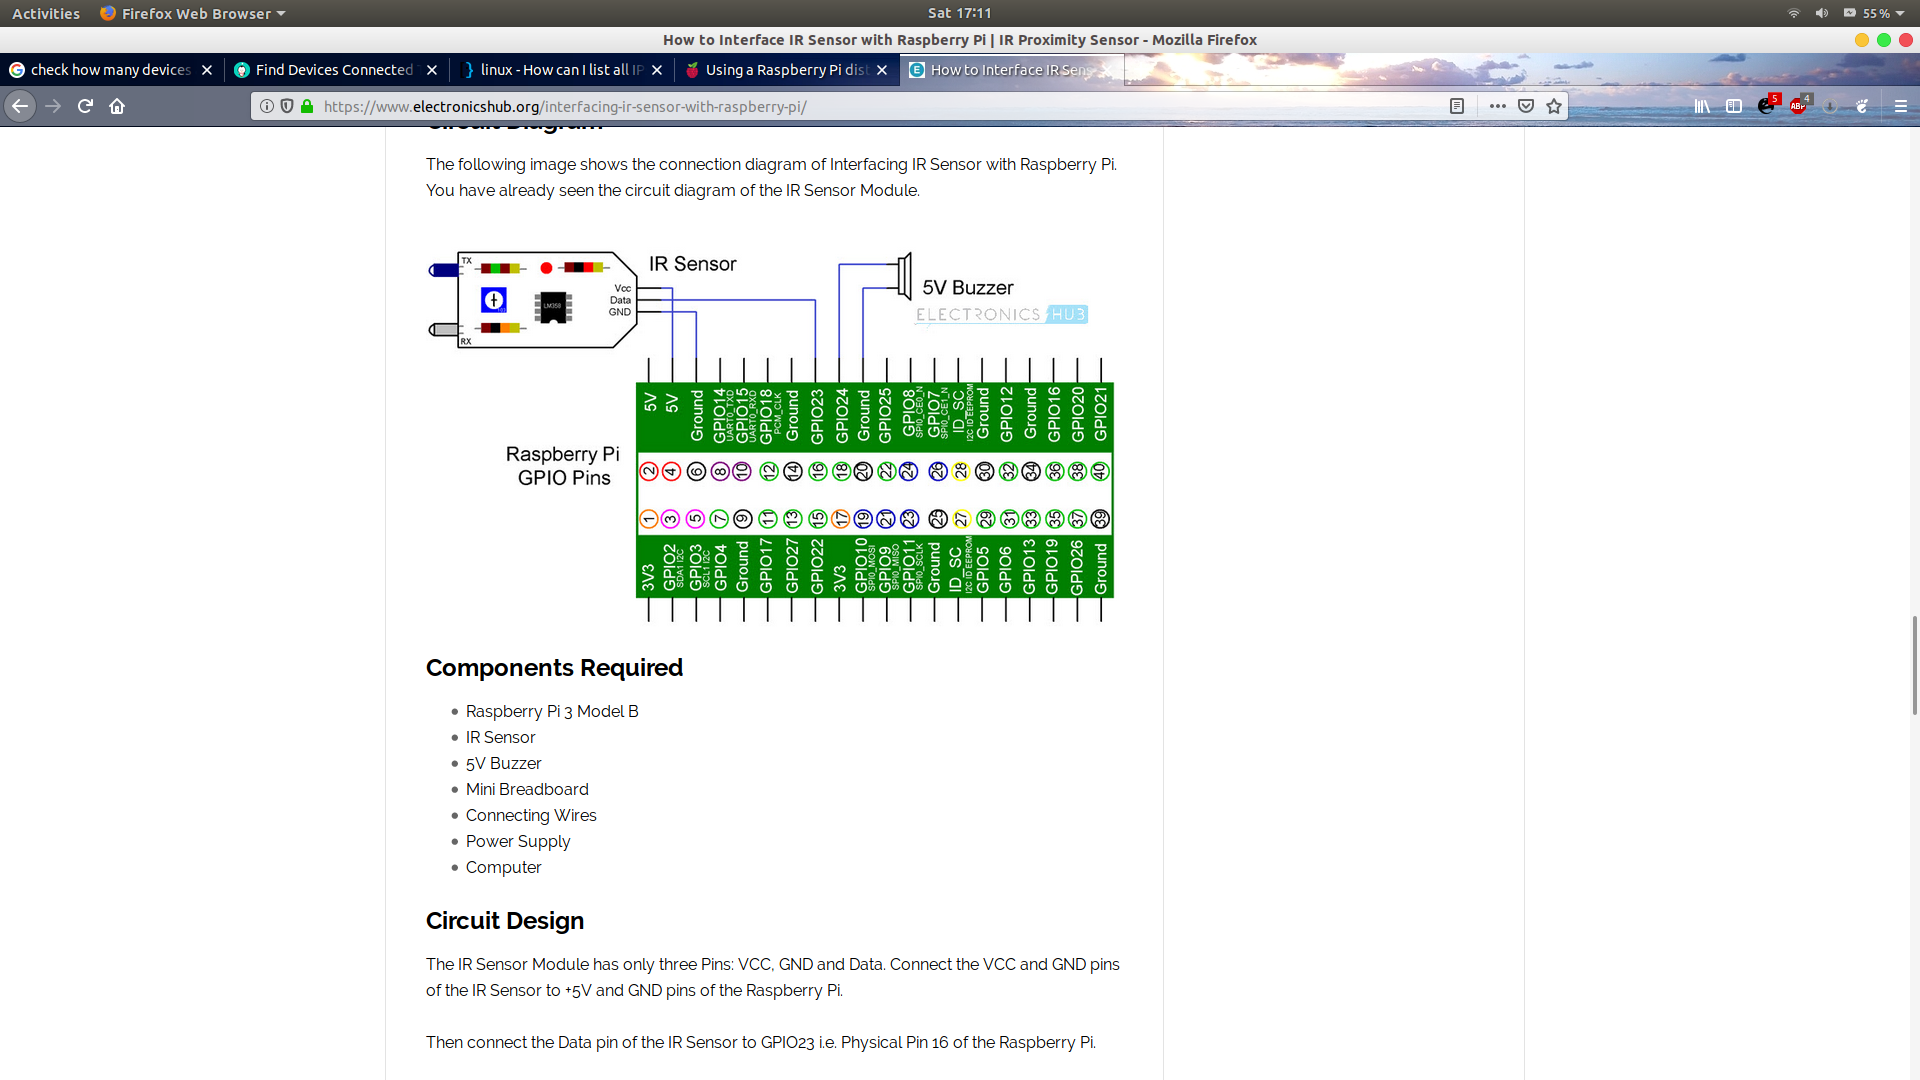 Activities
Firefox Web Browser
Sat 17:11
55%
How to Interface IR Sensor with Raspberry Pi | IR Proximity Sensor - Mozilla Firefox
check how many devices
Find Devices Connected
linux - How can I list all IP
Using a Raspberry Pi dist
How to Interface IR Sens
https://www.electronicshub.org/interfacing-ir-sensor-with-raspberry-pi/
5
ABP
4
Circuit Diagram
The following image shows the connection diagram of Interfacing IR Sensor with Raspberry Pi.
You have already seen the circuit diagram of the IR Sensor Module.
TX
RX
LM358
Vcc
Data
GND
IR Sensor
5V Buzzer
ELECTRONICS HUB
5V
5V
Ground
GPIO14 UART0_TXD
GPIO15 UART0_RXD
GPIO18 PCM_CLK
Ground
GPIO23
GPIO24
Ground
GPIO25
GPIO8 SPI0_CE0_N
GPIO7 SPI0_CE1_N
ID_SC I2C ID EEPROM
Ground
GPIO12
Ground
GPIO16
GPIO20
GPIO21
Raspberry Pi
GPIO Pins
2 4 6 8 10 12 14 16 18 20 22 24 26 28 30 32 34 36 38 40
1 3 5 7 9 11 13 15 17 19 21 23 25 27 29 31 33 35 37 39
3V3
GPIO2 SDA1 I2C
GPIO3 SCL1 I2C
GPIO4
Ground
GPIO17
GPIO27
GPIO22
3V3
GPIO10 SPI0_MOSI
GPIO9 SPI0_MISO
GPIO11 SPI0_SCLK
Ground
ID_SC I2C ID EEPROM
GPIO5
GPIO6
GPIO13
GPIO19
GPIO26
Ground
Components Required
Raspberry Pi 3 Model B
IR Sensor
5V Buzzer
Mini Breadboard
Connecting Wires
Power Supply
Computer
Circuit Design
The IR Sensor Module has only three Pins: VCC, GND and Data. Connect the VCC and GND pins
of the IR Sensor to +5V and GND pins of the Raspberry Pi.
Then connect the Data pin of the IR Sensor to GPIO23 i.e. Physical Pin 16 of the Raspberry Pi.